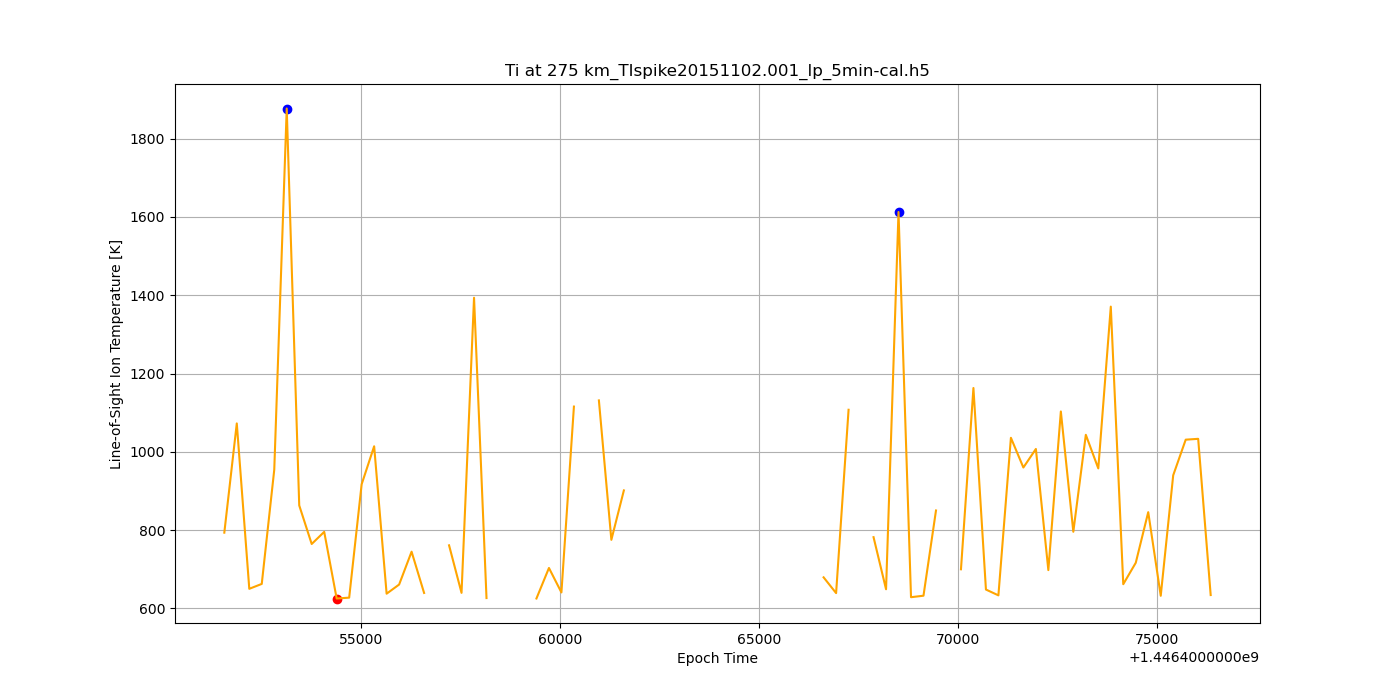 Ti at 275 km_TIspike20151102.001_lp_5min-cal.h5
1800
1600
1400
1200
1000
800
600
Line-of-Sight Ion Temperature [K]
55000 60000 65000 70000 75000
Epoch Time
+1.4464000000e9